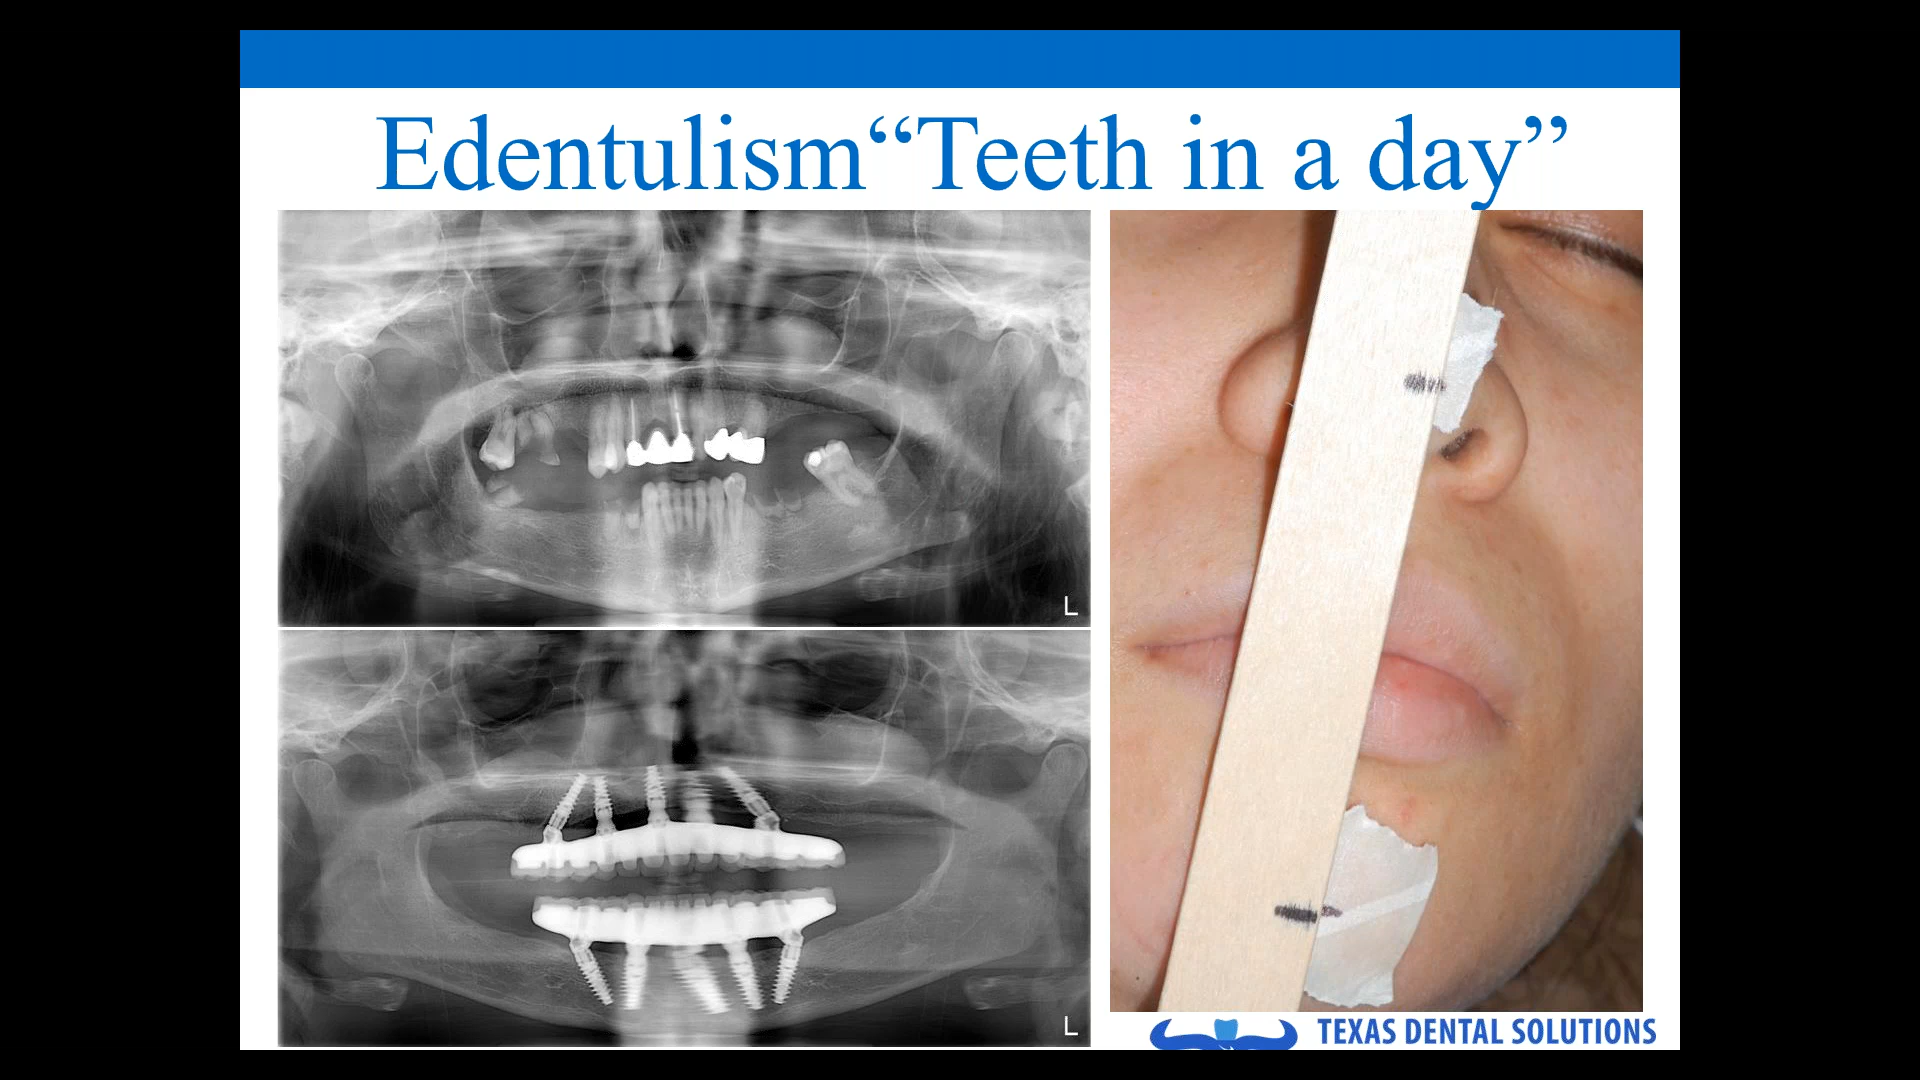 Edentulism“Teeth in a day”
L
L
TEXAS DENTAL SOLUTIONS